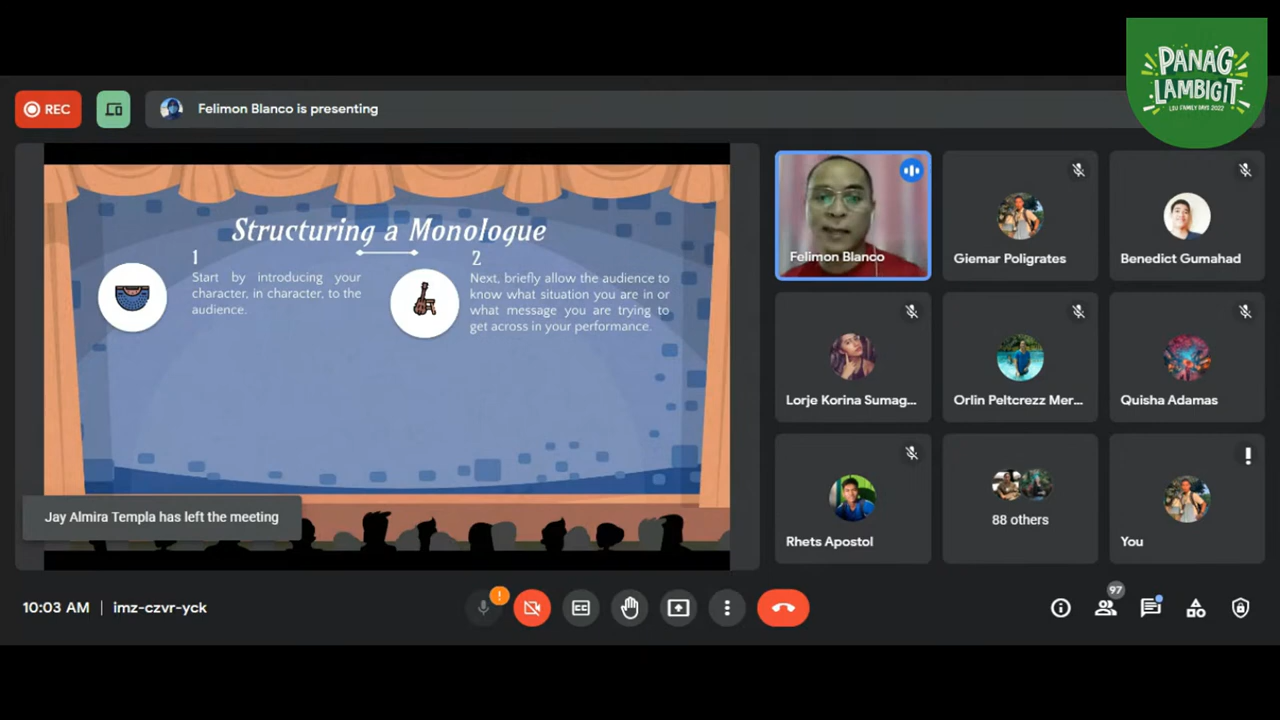 PANAG
LAMBIGIT
LSU FAMILY DAYS 2022
REC
Felimon Blanco is presenting
Structuring a Monologue
1
Start by introducing your
character, in character, to the
audience.
2
Next, briefly allow the audience to
know what situation you are in or
what message you are trying to
get across in your performance.
Jay Almira Templa has left the meeting
Felimon Blanco
Giemar Poligrates
Benedict Gumahad
Lorje Korina Sumag...
Orlin Peltcrezz Mer...
Quisha Adamas
Rhets Apostol
88 others
You
10:03 AM | imz-czvr-yck
CC
97